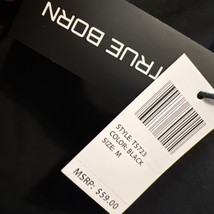 TRUE BORN
STYLE: TS723
COLOR: BLACK
SIZE: M
MSRP: $59.00